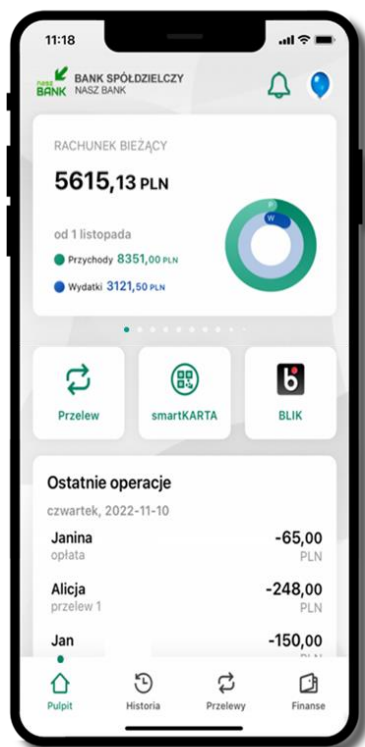 11:18
NASZ
BANK
BANK SPÓŁDZIELCZY
NASZ BANK
RACHUNEK BIEŻĄCY
5615,13 PLN
od 1 listopada
Przychody 8351,00 PLN
Wydatki 3121,50 PLN
P
W
Przelew
smartKARTA
BLIK
Ostatnie operacje
czwartek, 2022-11-10
Janina
-65,00
opłata
PLN
Alicja
-248,00
przelew 1
PLN
Jan
-150,00
Pulpit
Historia
Przelewy
Finanse